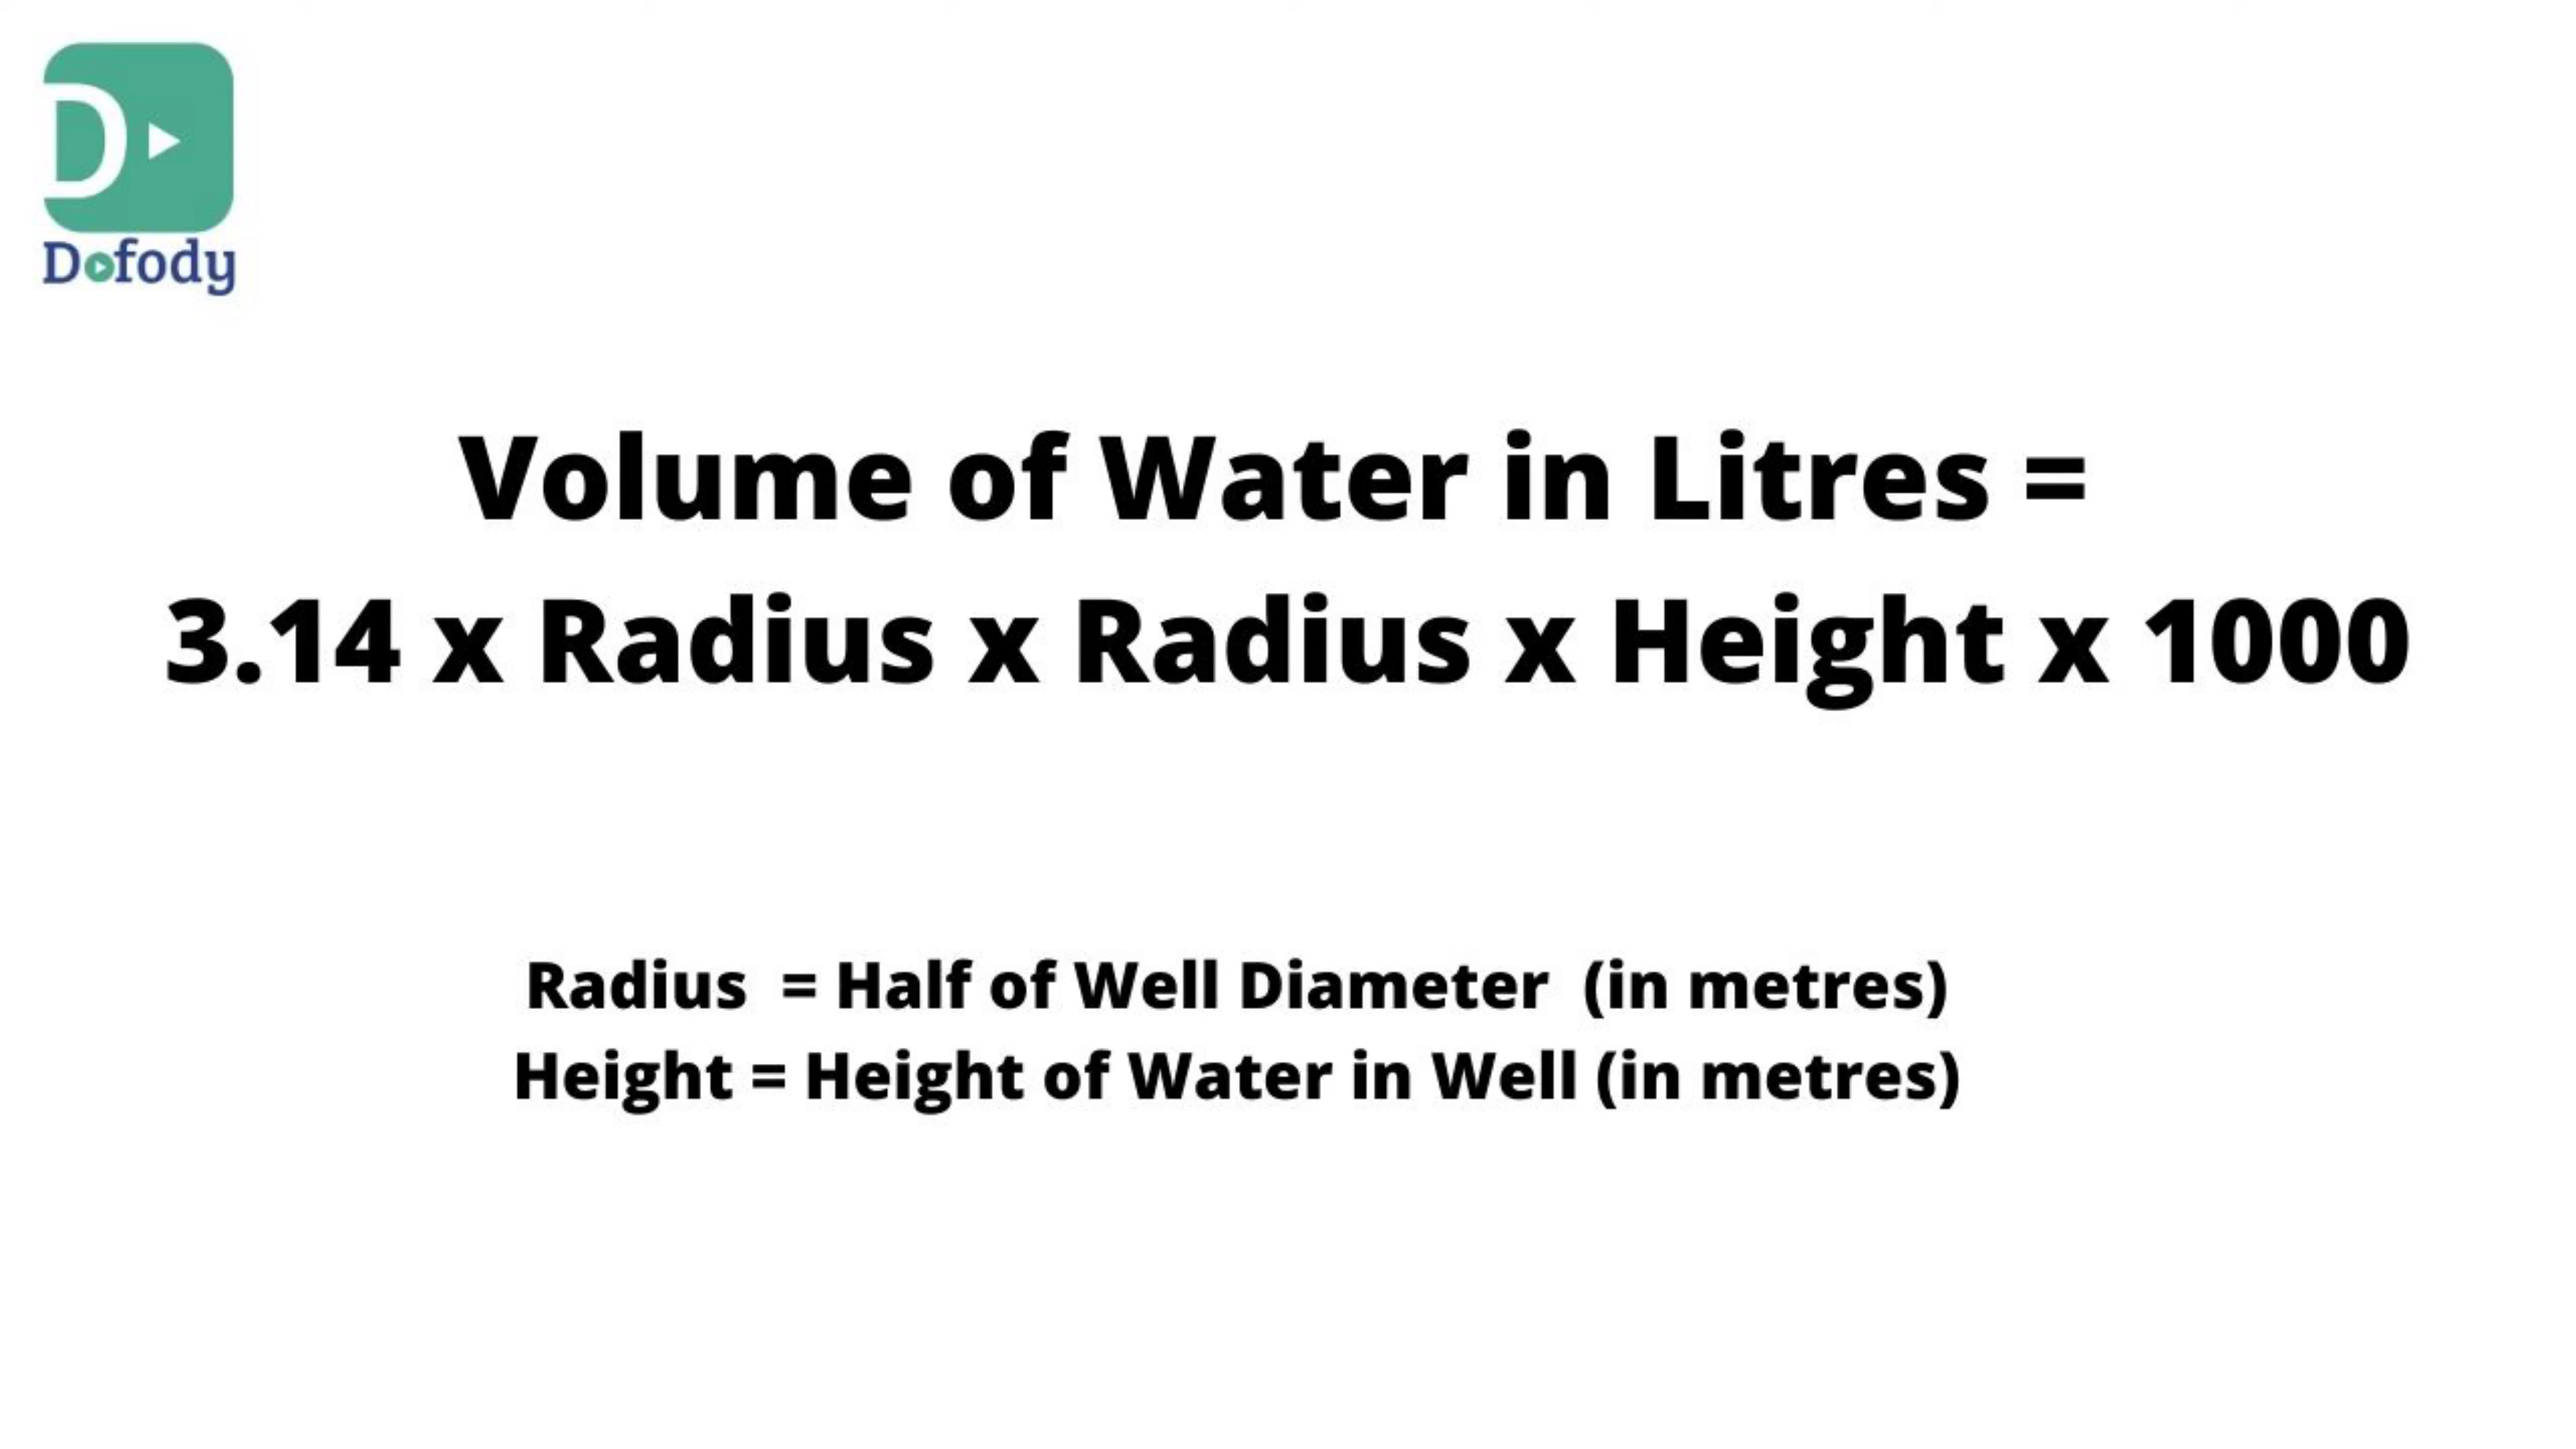 D
Dofody
Volume of Water in Litres =
3.14 x Radius x Radius x Height x 1000
Radius = Half of Well Diameter (in metres)
Height = Height of Water in Well (in metres)